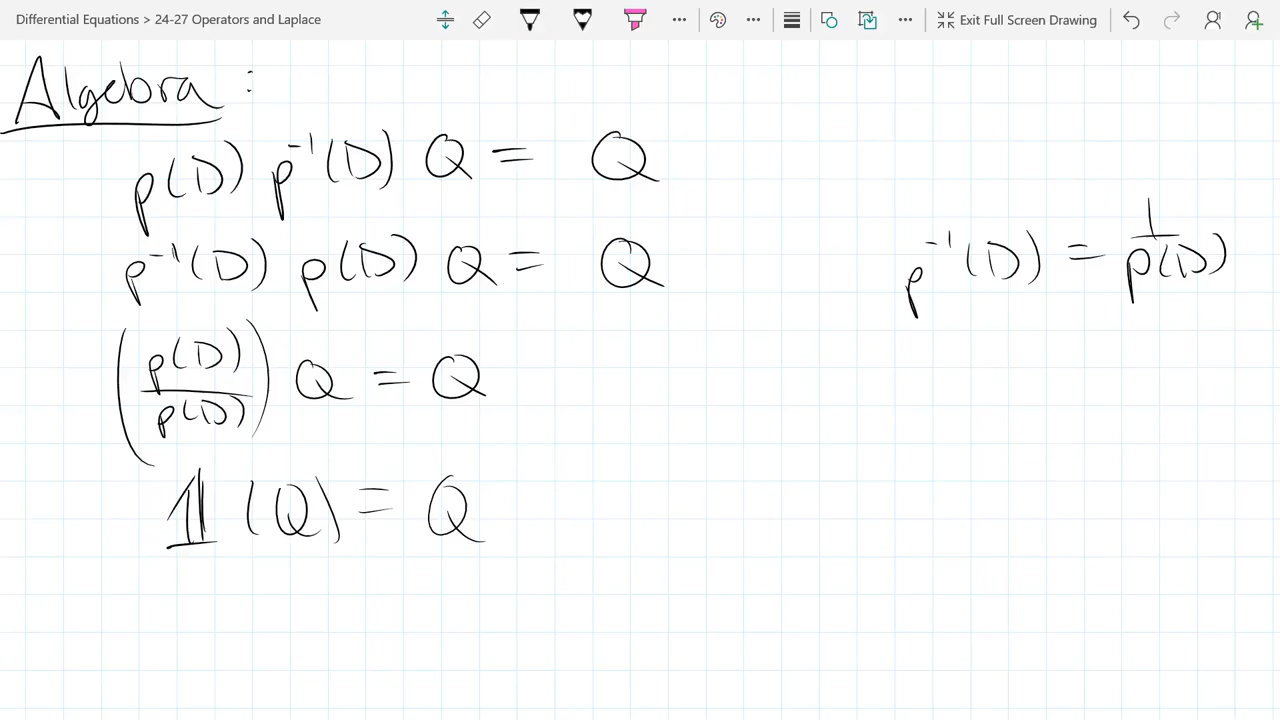 Differential Equations > 24-27 Operators and Laplace
Exit Full Screen Drawing
Algebra :
p(D) p⁻¹(D) Q = Q
p⁻¹(D) p(D) Q = Q
p⁻¹(D) = 1/p(D)
(p(D)/p(D)) Q = Q
𝟙 (Q) = Q